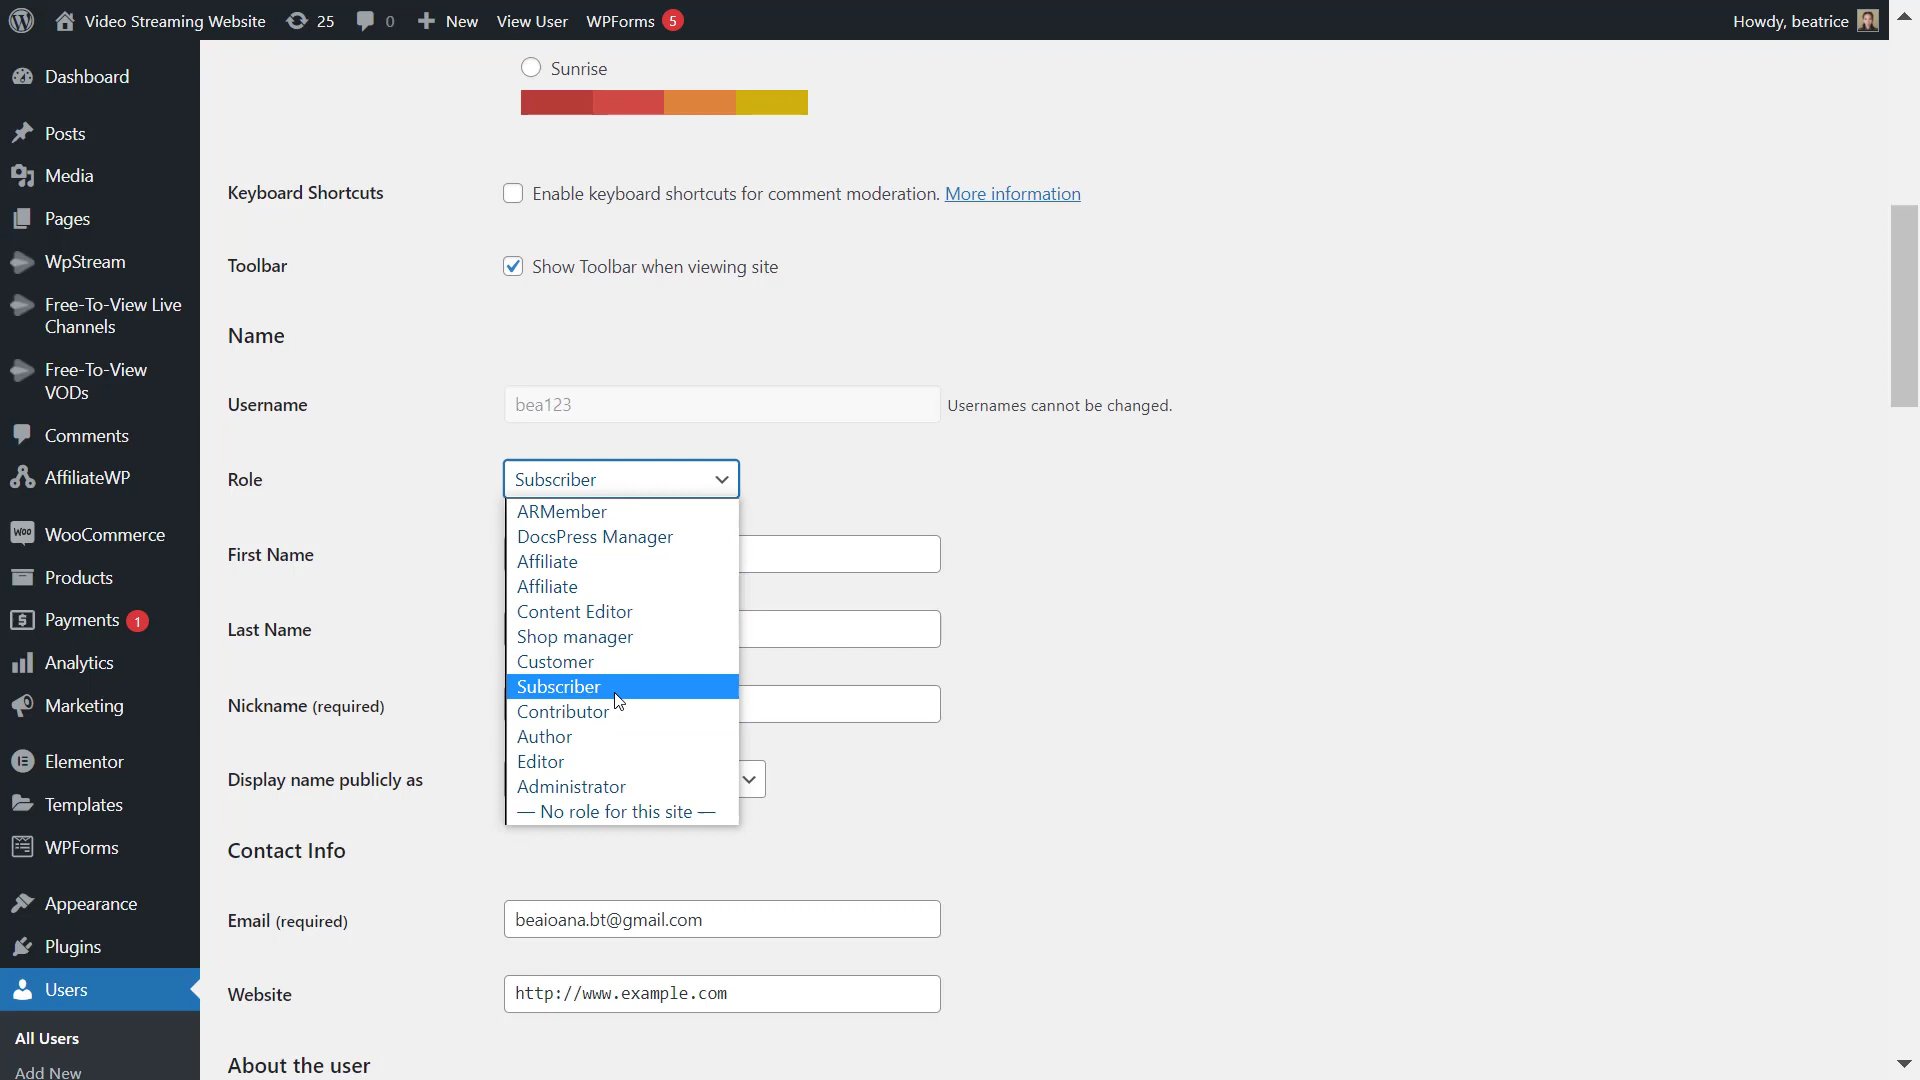 Video Streaming Website 25 0 New View User WPForms 5 Howdy, beatrice
Dashboard
Posts
Media
Pages
WpStream
Free-To-View Live
Channels
Free-To-View
VODs
Comments
AffiliateWP
WOO WooCommerce
Products
Payments 1
Analytics
Marketing
Elementor
Templates
WPForms
Appearance
Plugins
Users
All Users
Add New
Sunrise
Keyboard Shortcuts Enable keyboard shortcuts for comment moderation. More information
Toolbar Show Toolbar when viewing site
Name
Username bea123 Usernames cannot be changed.
Role Subscriber
ARMember
DocsPress Manager
Affiliate
Affiliate
Content Editor
Shop manager
Customer
Subscriber
Contributor
Author
Editor
Administrator
— No role for this site —
First Name
Last Name
Nickname (required)
Display name publicly as
Contact Info
Email (required) beaioana.bt@gmail.com
Website http://www.example.com
About the user